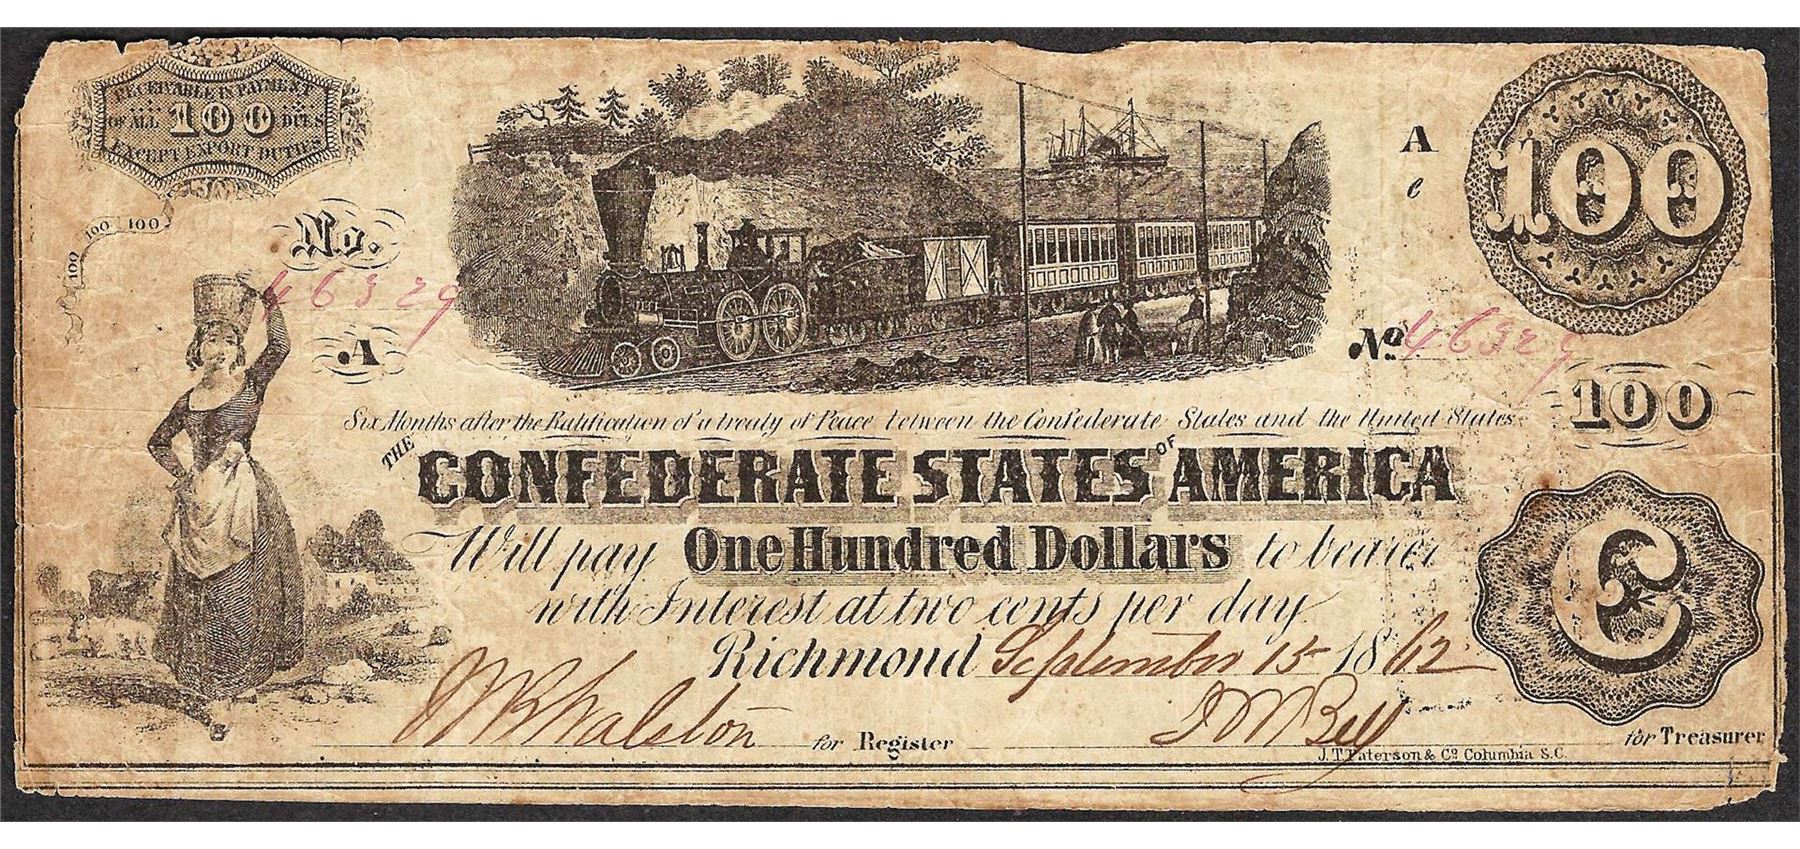 RECEIVABLE IN PAYMENT
OF ALL 100 DUES
EXCEPT EXPORT DUTIES
100 100 100
No. 46329
A
A
e
100
No. 46329
100
Six Months after the Ratification of a treaty of Peace between the Confederate States and the United States
THE CONFEDERATE STATES OF AMERICA
Will pay One Hundred Dollars to bearer
with Interest at two cents per day
Richmond September 15 1862
C
for Register
J M Bell for Treasurer
J. T. Paterson & Co Columbia S.C.